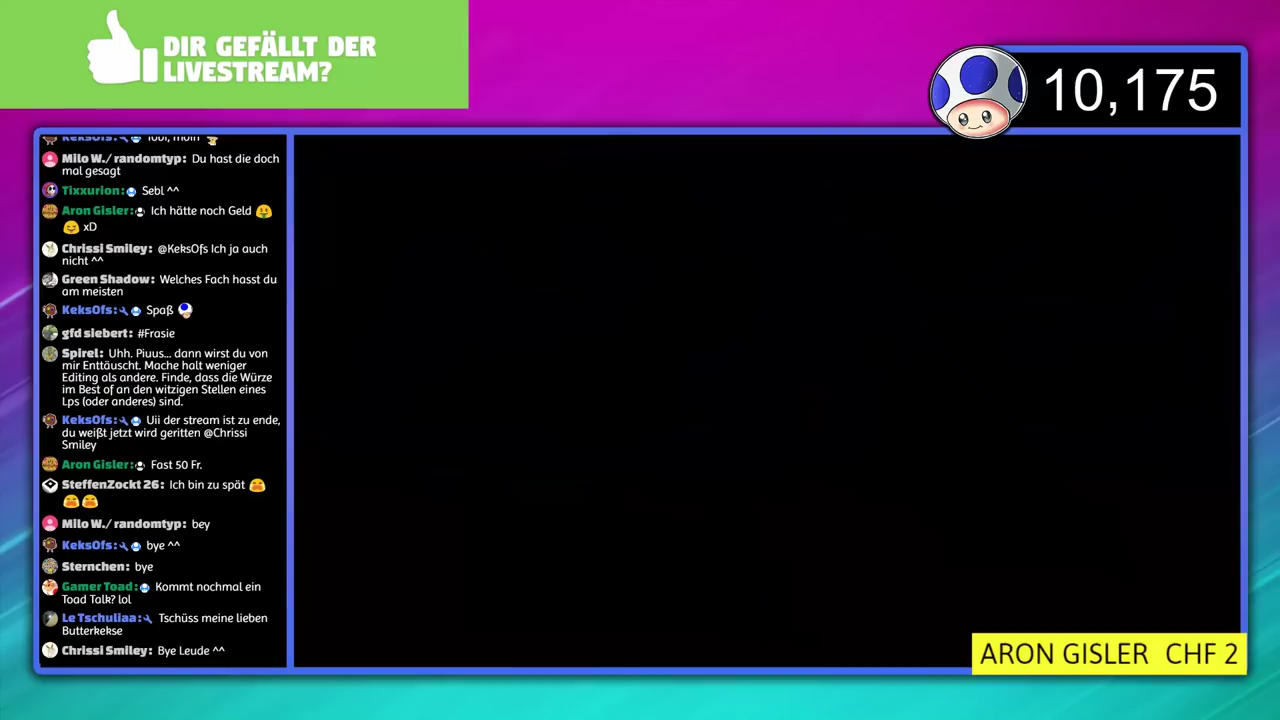 DIR GEFÄLLT DER
LIVESTREAM?
10,175
KeksOfs: Tobi, moin
Milo W./ randomtyp: Du hast die doch
mal gesagt
Tixxurion: Sebl ^^
Aron Gisler: Ich hätte noch Geld
xD
Chrissi Smiley: @KeksOfs Ich ja auch
nicht ^^
Green Shadow: Welches Fach hasst du
am meisten
KeksOfs: Spaß
gfd siebert: #Frasie
Spirel: Uhh. Piuus... dann wirst du von
mir Enttäuscht. Mache halt weniger
Editing als andere. Finde, dass die Würze
im Best of an den witzigen Stellen eines
Lps (oder anderes) sind.
KeksOfs: Uii der stream ist zu ende,
du weißt jetzt wird geritten @Chrissi
Smiley
Aron Gisler: Fast 50 Fr.
SteffenZockt 26: Ich bin zu spät
Milo W./ randomtyp: bey
KeksOfs: bye ^^
Sternchen: bye
Gamer Toad: Kommt nochmal ein
Toad Talk? lol
Le Tschuliaa: Tschüss meine lieben
Butterkekse
Chrissi Smiley: Bye Leude ^^
ARON GISLER CHF 2